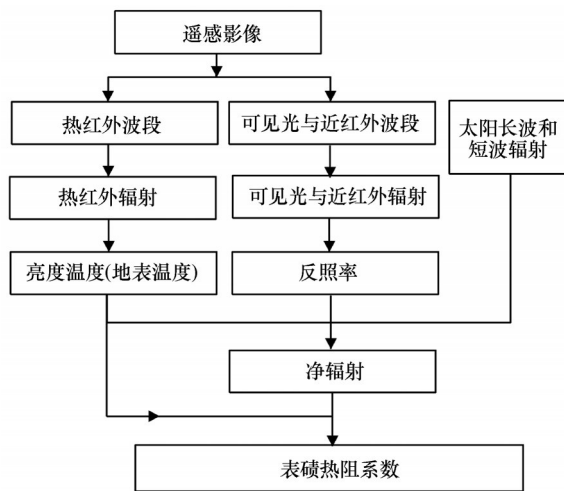 遥感影像
热红外波段
可见光与近红外波段
太阳长波和
短波辐射
热红外辐射
可见光与近红外辐射
亮度温度(地表温度)
反照率
净辐射
表碛热阻系数